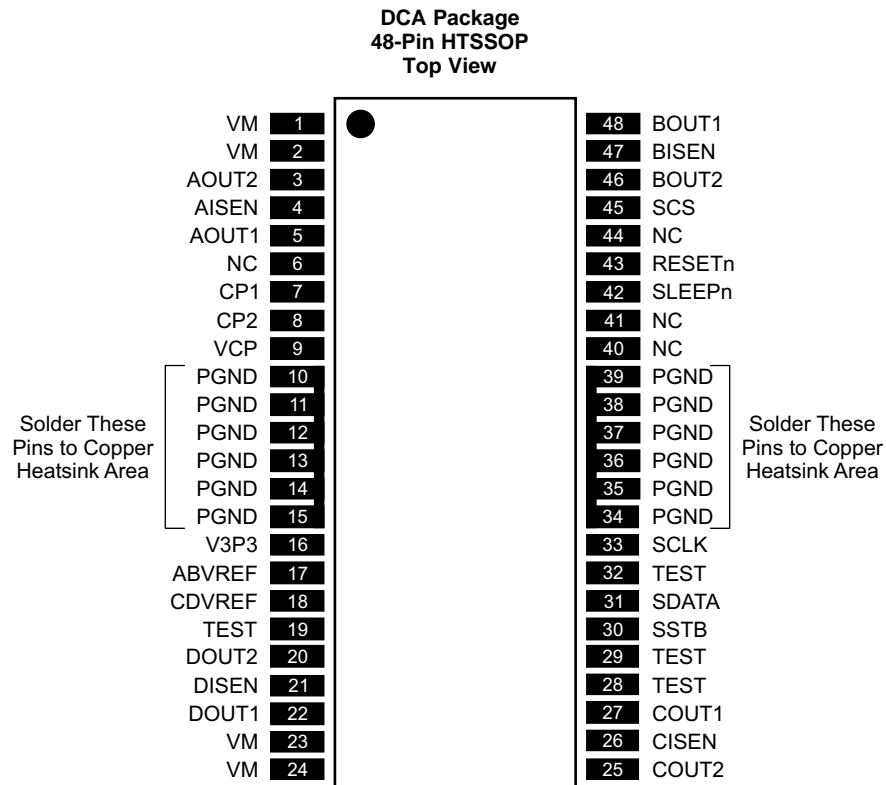 DCA Package
48-Pin HTSSOP
Top View
VM 1 48 BOUT1
VM 2 47 BISEN
AOUT2 3 46 BOUT2
AISEN 4 45 SCS
AOUT1 5 44 NC
NC 6 43 RESETn
CP1 7 42 SLEEPn
CP2 8 41 NC
VCP 9 40 NC
PGND 10 39 PGND
PGND 11 38 PGND
PGND 12 37 PGND
PGND 13 36 PGND
PGND 14 35 PGND
PGND 15 34 PGND
Solder These
Pins to Copper
Heatsink Area
Solder These
Pins to Copper
Heatsink Area
V3P3 16 33 SCLK
ABVREF 17 32 TEST
CDVREF 18 31 SDATA
TEST 19 30 SSTB
DOUT2 20 29 TEST
DISEN 21 28 TEST
DOUT1 22 27 COUT1
VM 23 26 CISEN
VM 24 25 COUT2